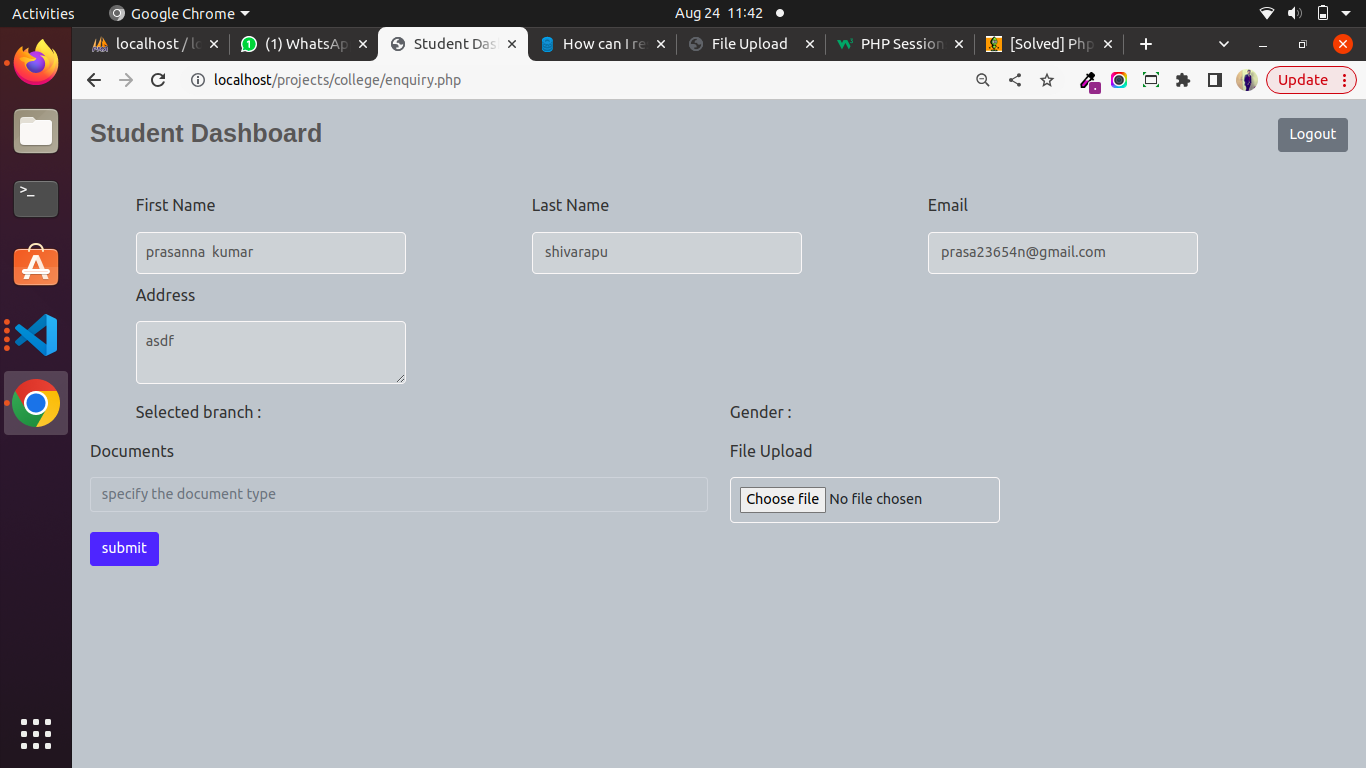 Activities Google Chrome Aug 24 11:42
localhost / lo (1) WhatsAp Student Das How can I re File Upload PHP Session [Solved] Php
localhost/projects/college/enquiry.php Update
Student Dashboard Logout
First Name Last Name Email
prasanna kumar shivarapu prasa23654n@gmail.com
Address
asdf
Selected branch : Gender :
Documents File Upload
specify the document type Choose file No file chosen
submit